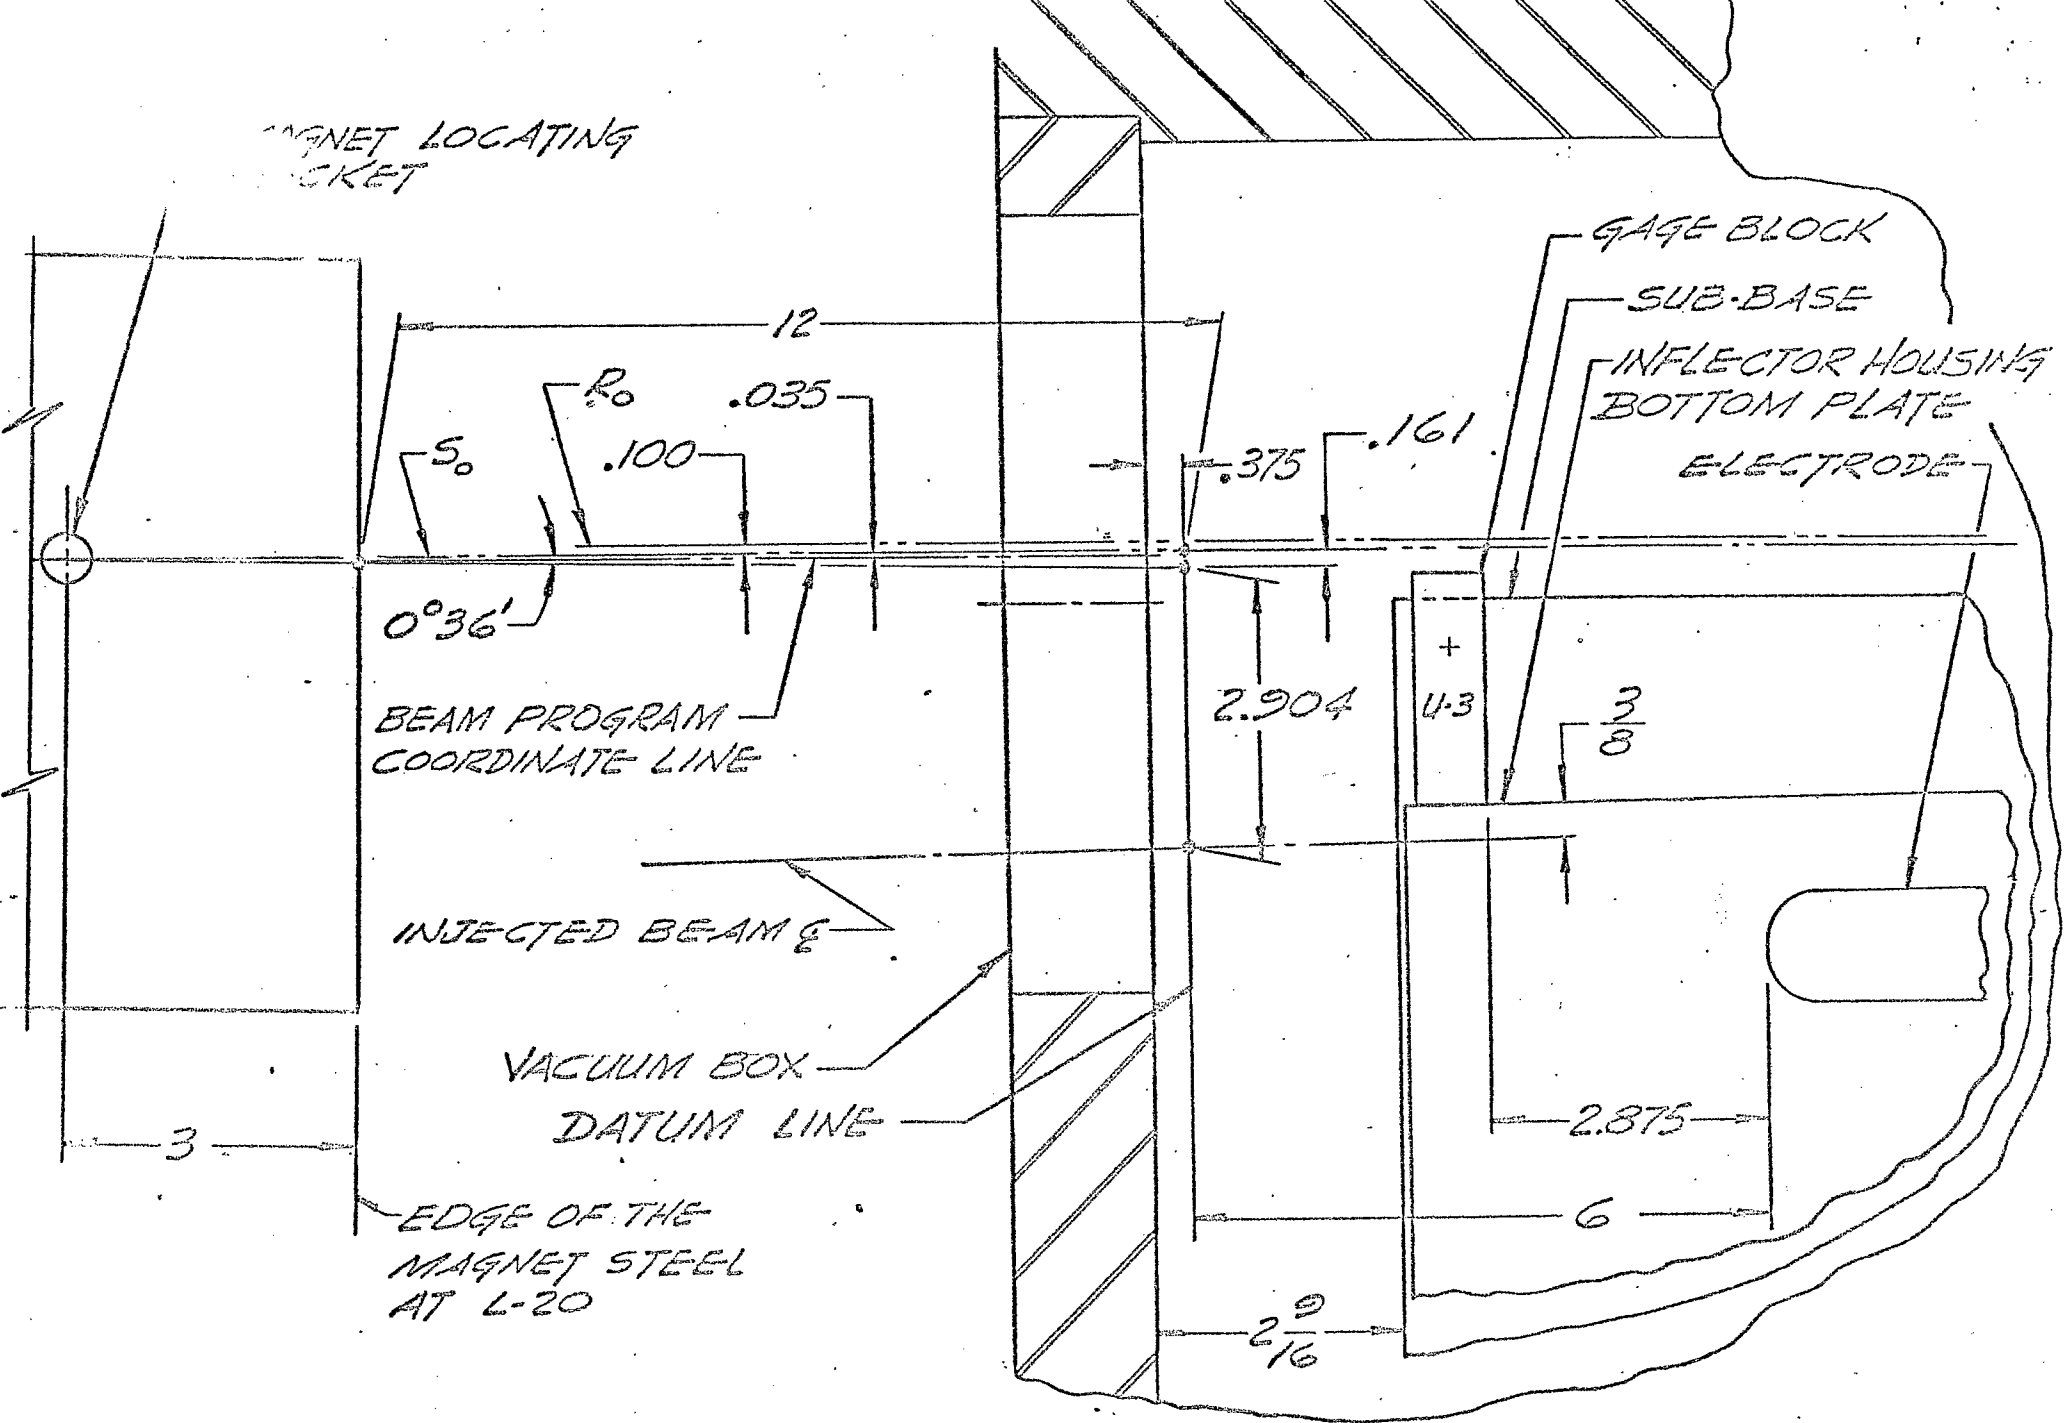 LOCATING
GAGE BLOCK
SUB-BASE
INFLECTOR HOUSING
BOTTOM PLATE
ELECTRODE
12
R₀
.035
S₀
.100
.375
.161
0°36'
BEAM PROGRAM
COORDINATE LINE
2.904
+
U-3
3/8
INJECTED BEAM ℄
VACUUM BOX
DATUM LINE
3
2.875
EDGE OF THE
MAGNET STEEL
AT L-20
6
2 9/16